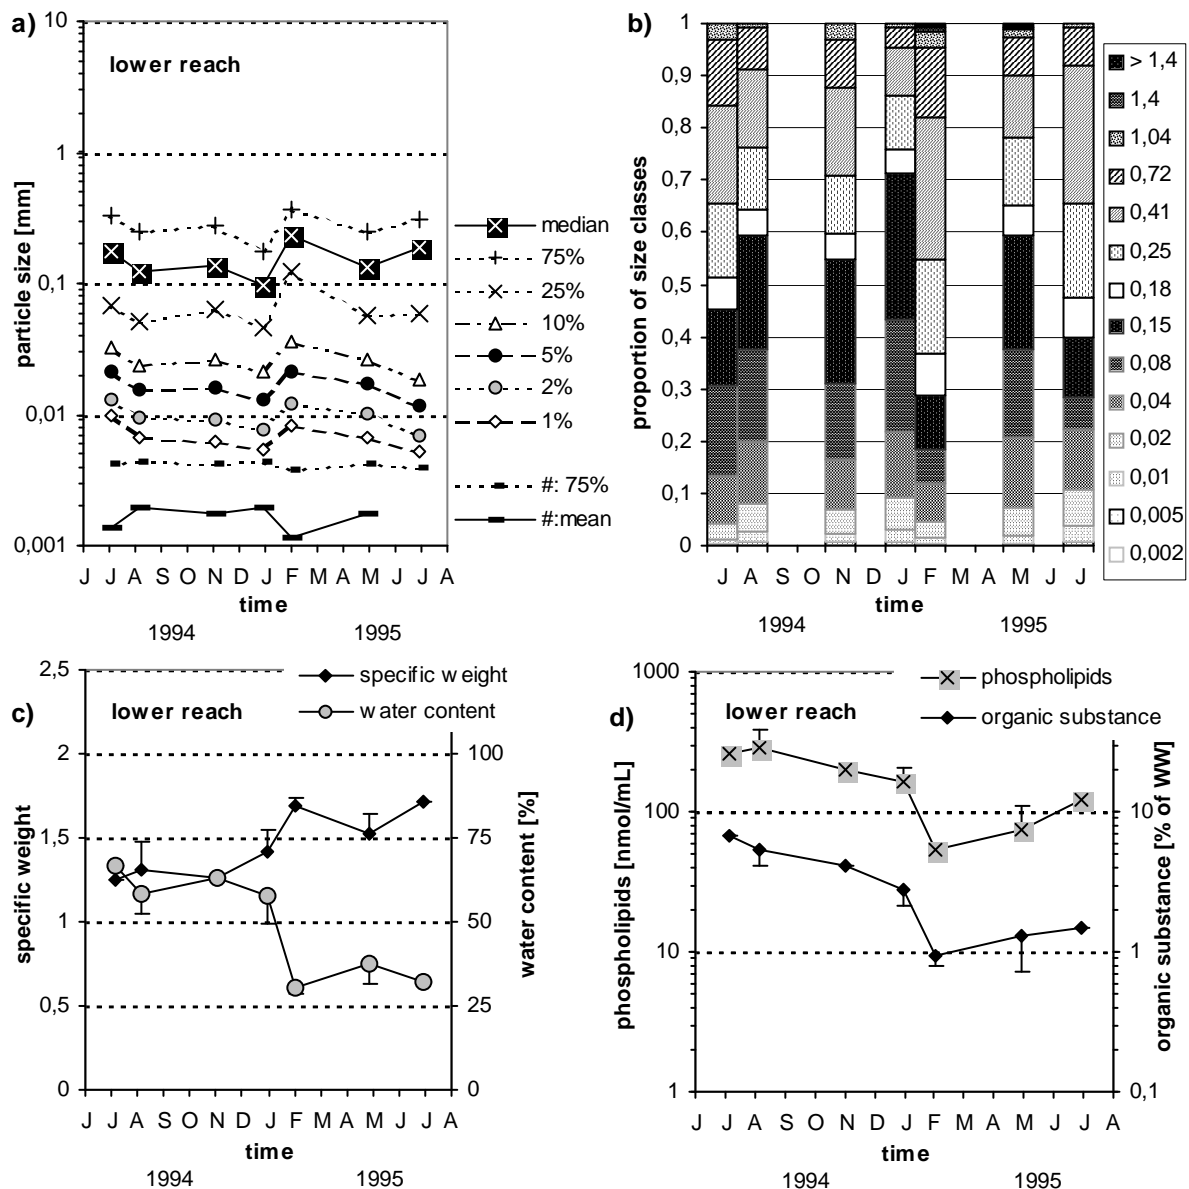 a)
10
1
0,1
0,01
0,001
particle size [mm]
lower reach
J J A S O N D J F M A M J J A
time
1994 1995
median
75%
25%
10%
5%
2%
1%
#: 75%
#:mean
b)
1
0,9
0,8
0,7
0,6
0,5
0,4
0,3
0,2
0,1
0
proportion of size classes
J A S O N D J F M A M J J
time
1994 1995
> 1,4
1,4
1,04
0,72
0,41
0,25
0,18
0,15
0,08
0,04
0,02
0,01
0,005
0,002
c)
2,5
2
1,5
1
0,5
0
specific weight
lower reach
specific weight
water content
100
75
50
25
0
water content [%]
J J A S O N D J F M A M J J A
time
1994 1995
d)
1000
100
10
1
phospholipids [nmol/mL]
lower reach
phospholipids
organic substance
10
1
0,1
organic substance [% of WW]
J J A S O N D J F M A M J J A
time
1994 1995